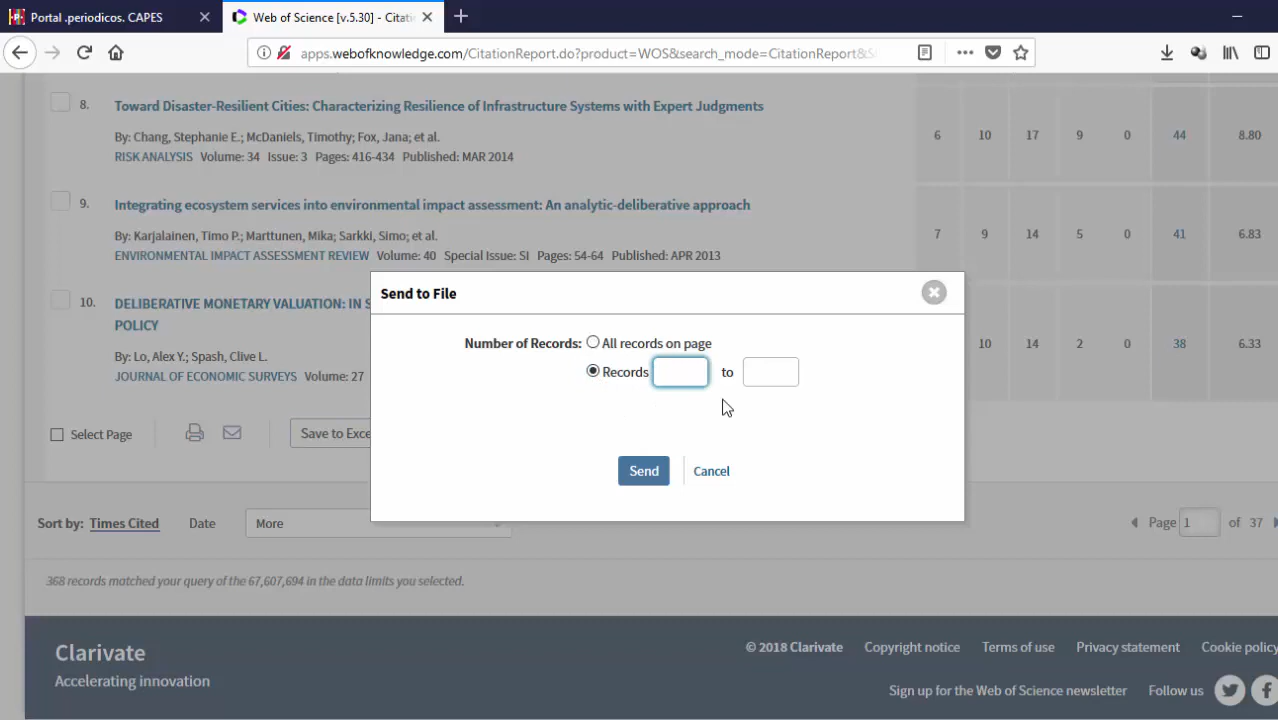 Portal .periodicos. CAPES
Web of Science [v.5.30] - Citatio
apps.webofknowledge.com/CitationReport.do?product=WOS&search_mode=CitationReport&S
8. Toward Disaster-Resilient Cities: Characterizing Resilience of Infrastructure Systems with Expert Judgments
By: Chang, Stephanie E.; McDaniels, Timothy; Fox, Jana; et al.
RISK ANALYSIS Volume: 34 Issue: 3 Pages: 416-434 Published: MAR 2014
6 10 17 9 0 44 8.80
9. Integrating ecosystem services into environmental impact assessment: An analytic-deliberative approach
By: Karjalainen, Timo P.; Marttunen, Mika; Sarkki, Simo; et al.
ENVIRONMENTAL IMPACT ASSESSMENT REVIEW Volume: 40 Special Issue: SI Pages: 54-64 Published: APR 2013
7 9 14 5 0 41 6.83
10. DELIBERATIVE MONETARY VALUATION: IN S
POLICY
By: Lo, Alex Y.; Spash, Clive L.
JOURNAL OF ECONOMIC SURVEYS Volume: 27
10 14 2 0 38 6.33
Send to File
Number of Records: All records on page
Records to
Send Cancel
Select Page
Save to Exce
Sort by: Times Cited Date More
Page 1 of 37
368 records matched your query of the 67,607,694 in the data limits you selected.
Clarivate
Accelerating innovation
© 2018 Clarivate Copyright notice Terms of use Privacy statement Cookie policy
Sign up for the Web of Science newsletter Follow us